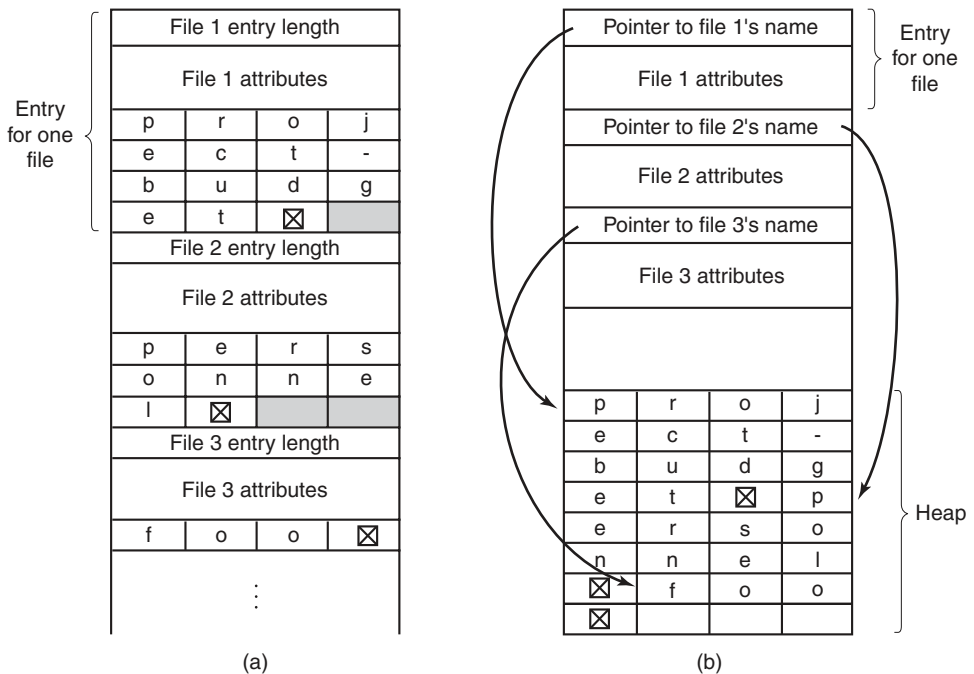 File 1 entry length
File 1 attributes
Entry
for one
file
p r o j
e c t -
b u d g
e t
File 2 entry length
File 2 attributes
p e r s
o n n e
l
File 3 entry length
File 3 attributes
f o o
(a)
Pointer to file 1's name
File 1 attributes
Entry
for one
file
Pointer to file 2's name
File 2 attributes
Pointer to file 3's name
File 3 attributes
p r o j
e c t -
b u d g
e t p
e r s o
n n e l
f o o
Heap
(b)